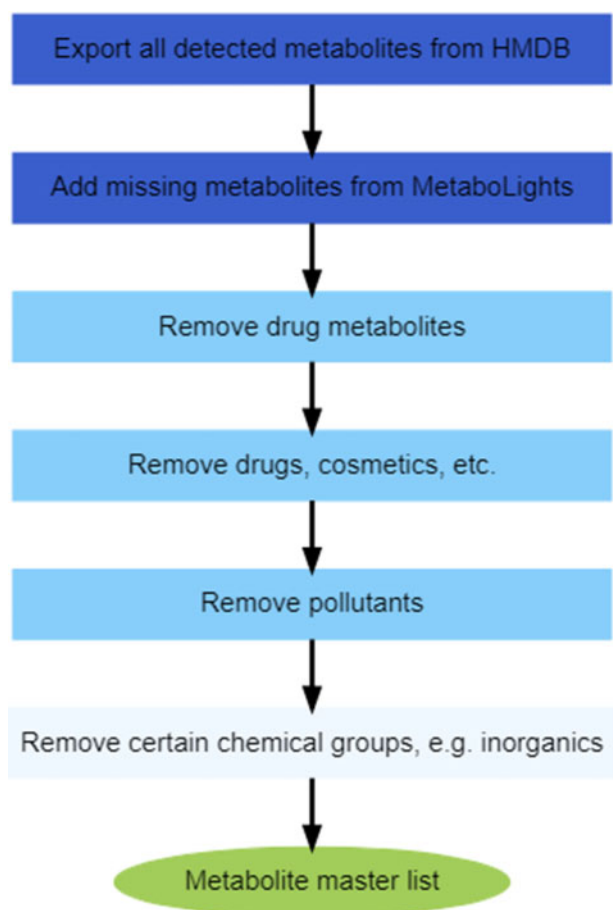 Export all detected metabolites from HMDB
Add missing metabolites from MetaboLights
Remove drug metabolites
Remove drugs, cosmetics, etc.
Remove pollutants
Remove certain chemical groups, e.g. inorganics
Metabolite master list